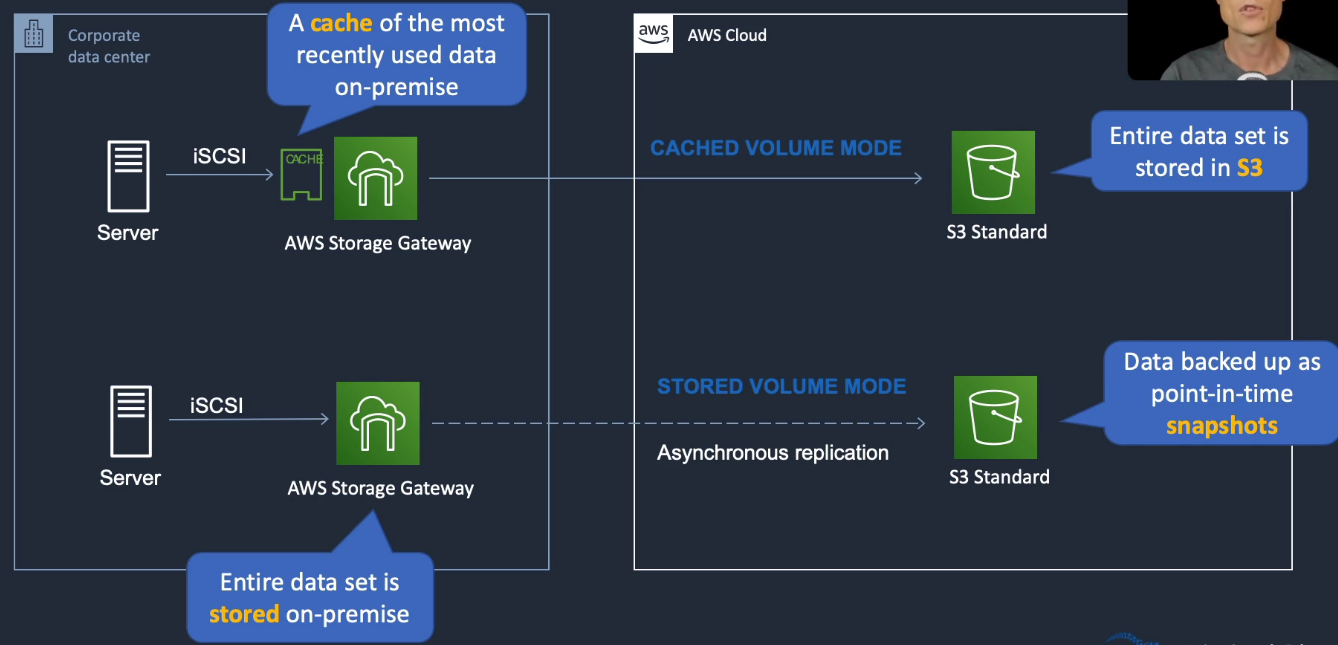 Corporate
data center
A cache of the most
recently used data
on-premise
aws
AWS Cloud
iSCSI
CACHE
CACHED VOLUME MODE
Entire data set is
stored in S3
Server
AWS Storage Gateway
S3 Standard
iSCSI
STORED VOLUME MODE
Asynchronous replication
Data backed up as
point-in-time
snapshots
Server
AWS Storage Gateway
S3 Standard
Entire data set is
stored on-premise